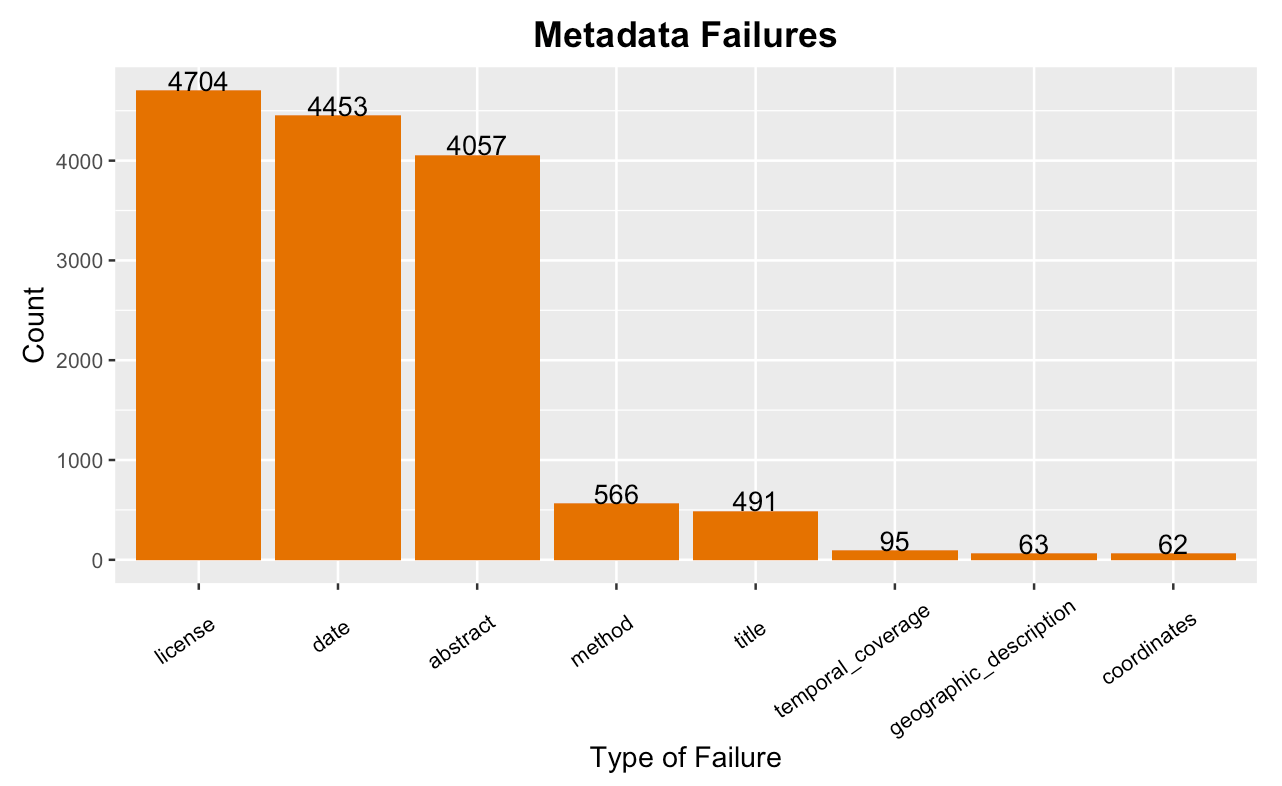 Metadata Failures
4704
4453
4057
566
491
95
63
62
4000
3000
2000
1000
0
Count
license
date
abstract
method
title
temporal_coverage
geographic_description
coordinates
Type of Failure